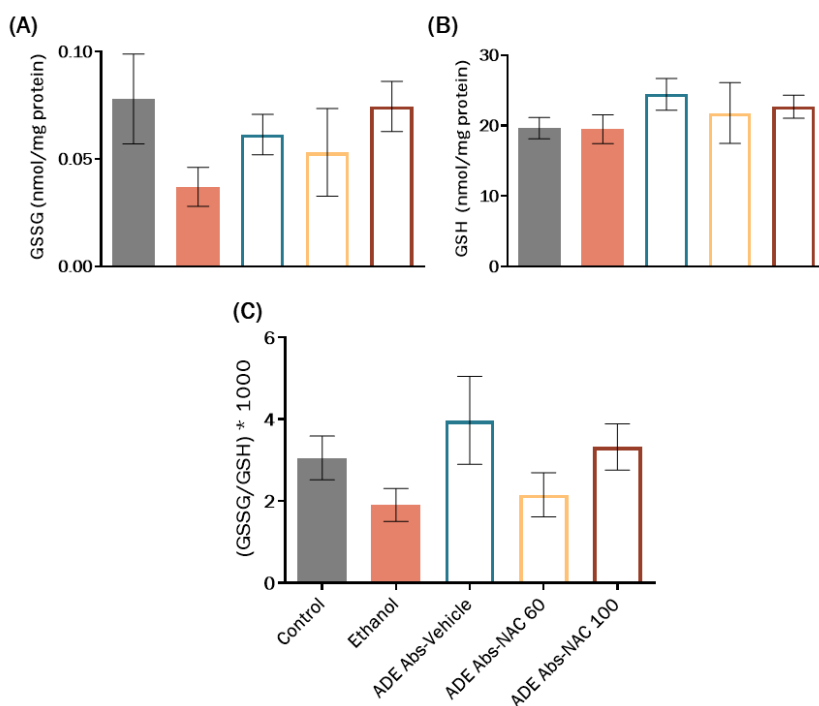 (A)
GSSG (nmol/mg protein)
0.10
0.05
0.00
(B)
GSH (nmol/mg protein)
30
20
10
0
(C)
(GSSG/GSH) * 1000
6
4
2
0
Control
Ethanol
ADE Abs-Vehicle
ADE Abs-NAC 60
ADE Abs-NAC 100